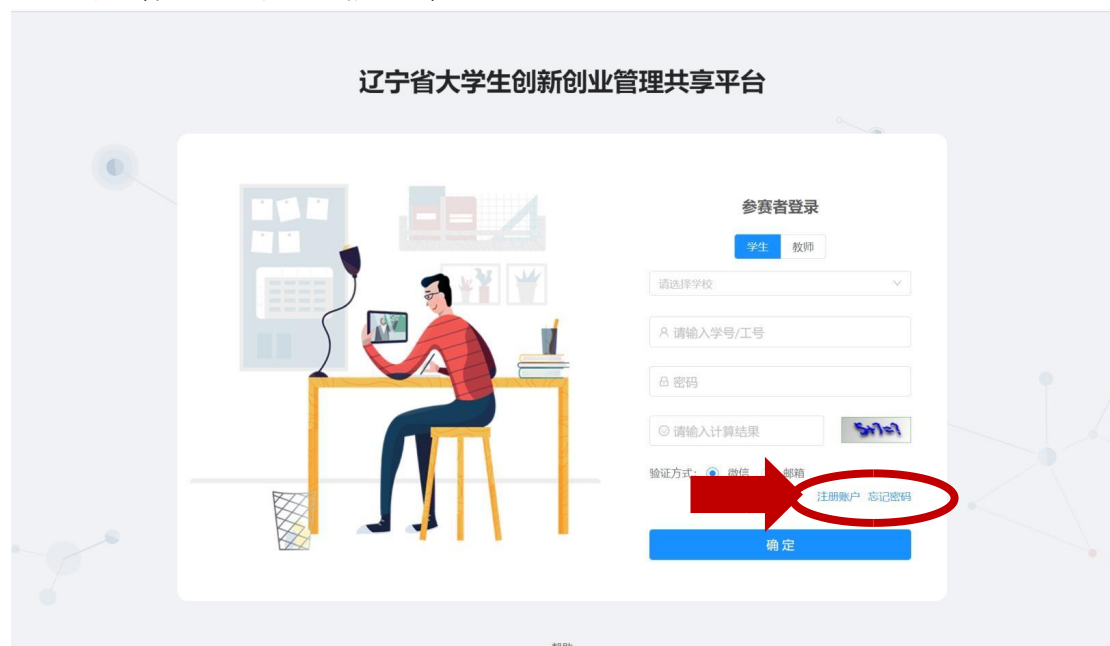 辽宁省大学生创新创业管理共享平台
参赛者登录
学生 教师
请选择学校
请输入学号/工号
密码
请输入计算结果
5+7=?
验证方式: 微信 邮箱
注册账户 忘记密码
确定